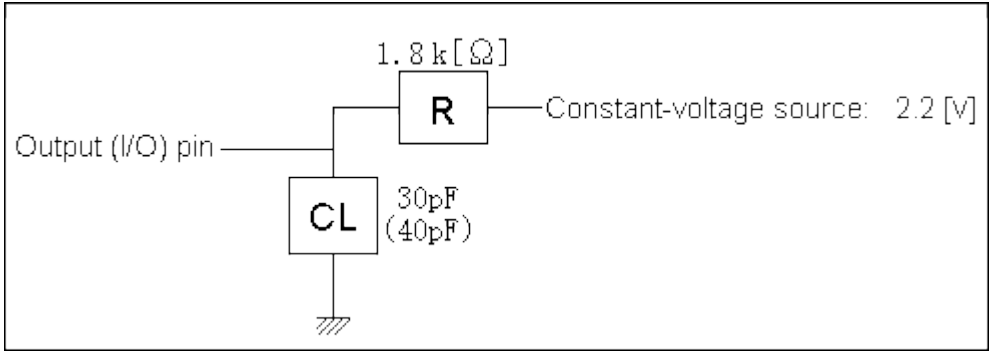 1.8k[Ω]
R
Constant-voltage source: 2.2 [V]
Output (I/O) pin
CL
30pF
(40pF)